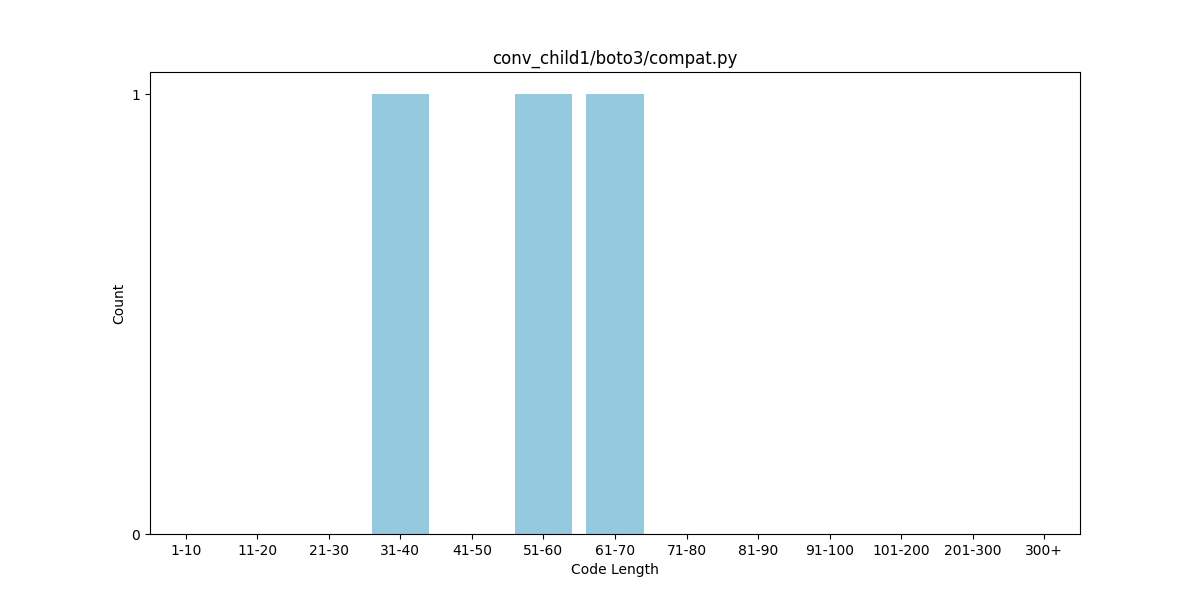 conv_child1/boto3/compat.py
Count
1
0
1-10 11-20 21-30 31-40 41-50 51-60 61-70 71-80 81-90 91-100 101-200 201-300 300+
Code Length